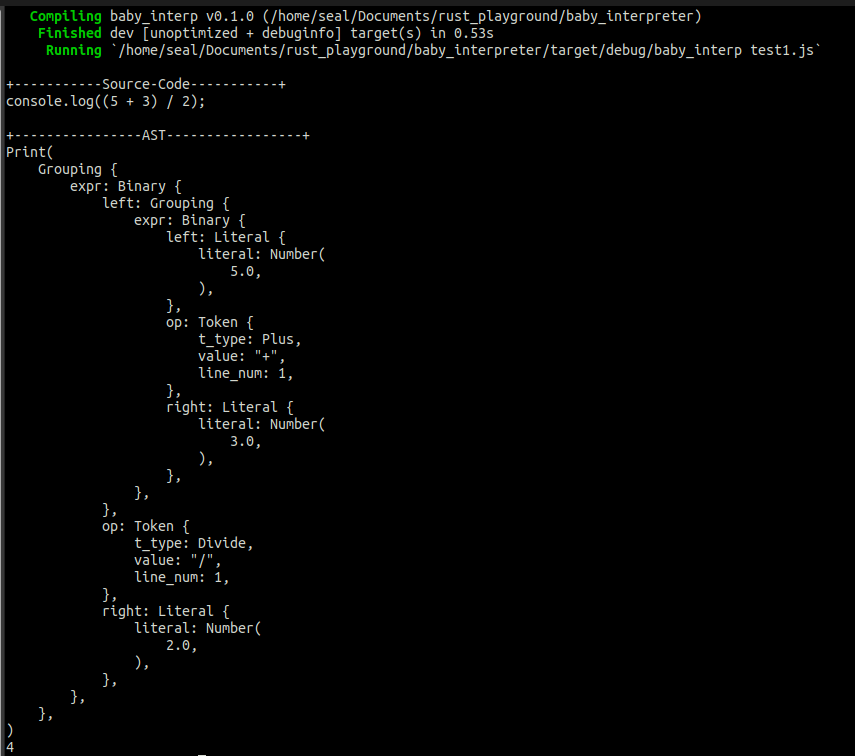 Compiling baby_interp v0.1.0 (/home/seal/Documents/rust_playground/baby_interpreter)
    Finished dev [unoptimized + debuginfo] target(s) in 0.53s
     Running `/home/seal/Documents/rust_playground/baby_interpreter/target/debug/baby_interp test1.js`

+-----------Source-Code-----------+
console.log((5 + 3) / 2);

+----------------AST-----------------+
Print(
    Grouping {
        expr: Binary {
            left: Grouping {
                expr: Binary {
                    left: Literal {
                        literal: Number(
                            5.0,
                        ),
                    },
                    op: Token {
                        t_type: Plus,
                        value: "+",
                        line_num: 1,
                    },
                    right: Literal {
                        literal: Number(
                            3.0,
                        ),
                    },
                },
            },
            op: Token {
                t_type: Divide,
                value: "/",
                line_num: 1,
            },
            right: Literal {
                literal: Number(
                    2.0,
                ),
            },
        },
    },
)
4